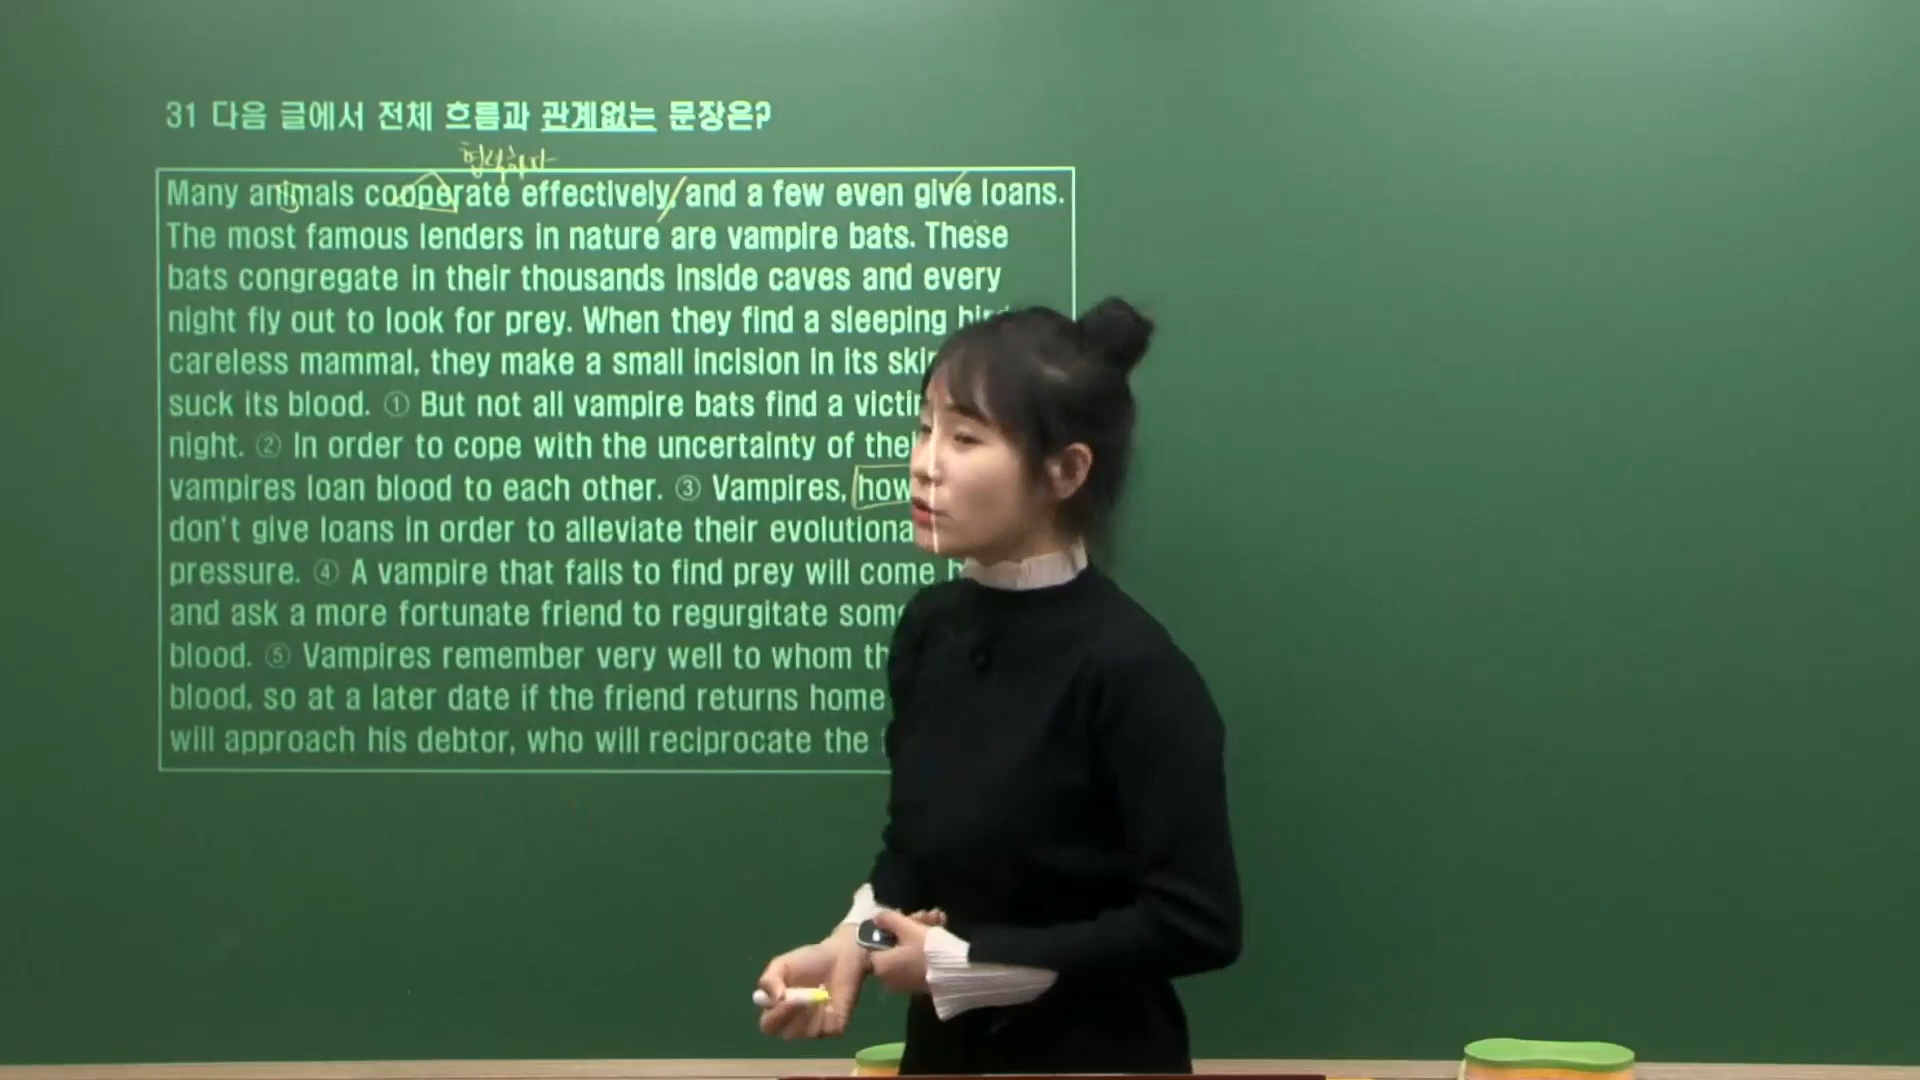 31 다음 글에서 전체 흐름과 관계없는 문장은?
협력하다
Many animals cooperate effectively, and a few even give loans.
The most famous lenders in nature are vampire bats. These
bats congregate in their thousands inside caves and every
night fly out to look for prey. When they find a sleeping
careless mammal, they make a small incision in its
suck its blood. ① But not all vampire bats find a
night. ② In order to cope with the uncertainty of
vampires loan blood to each other. ③ Vampires, how
don't give loans in order to alleviate their
pressure. ④ A vampire that fails to find prey will come
and ask a more fortunate friend to regurgitate
blood. ⑤ Vampires remember very well to whom
blood, so at a later date if the friend returns home
will approach his debtor, who will reciprocate the